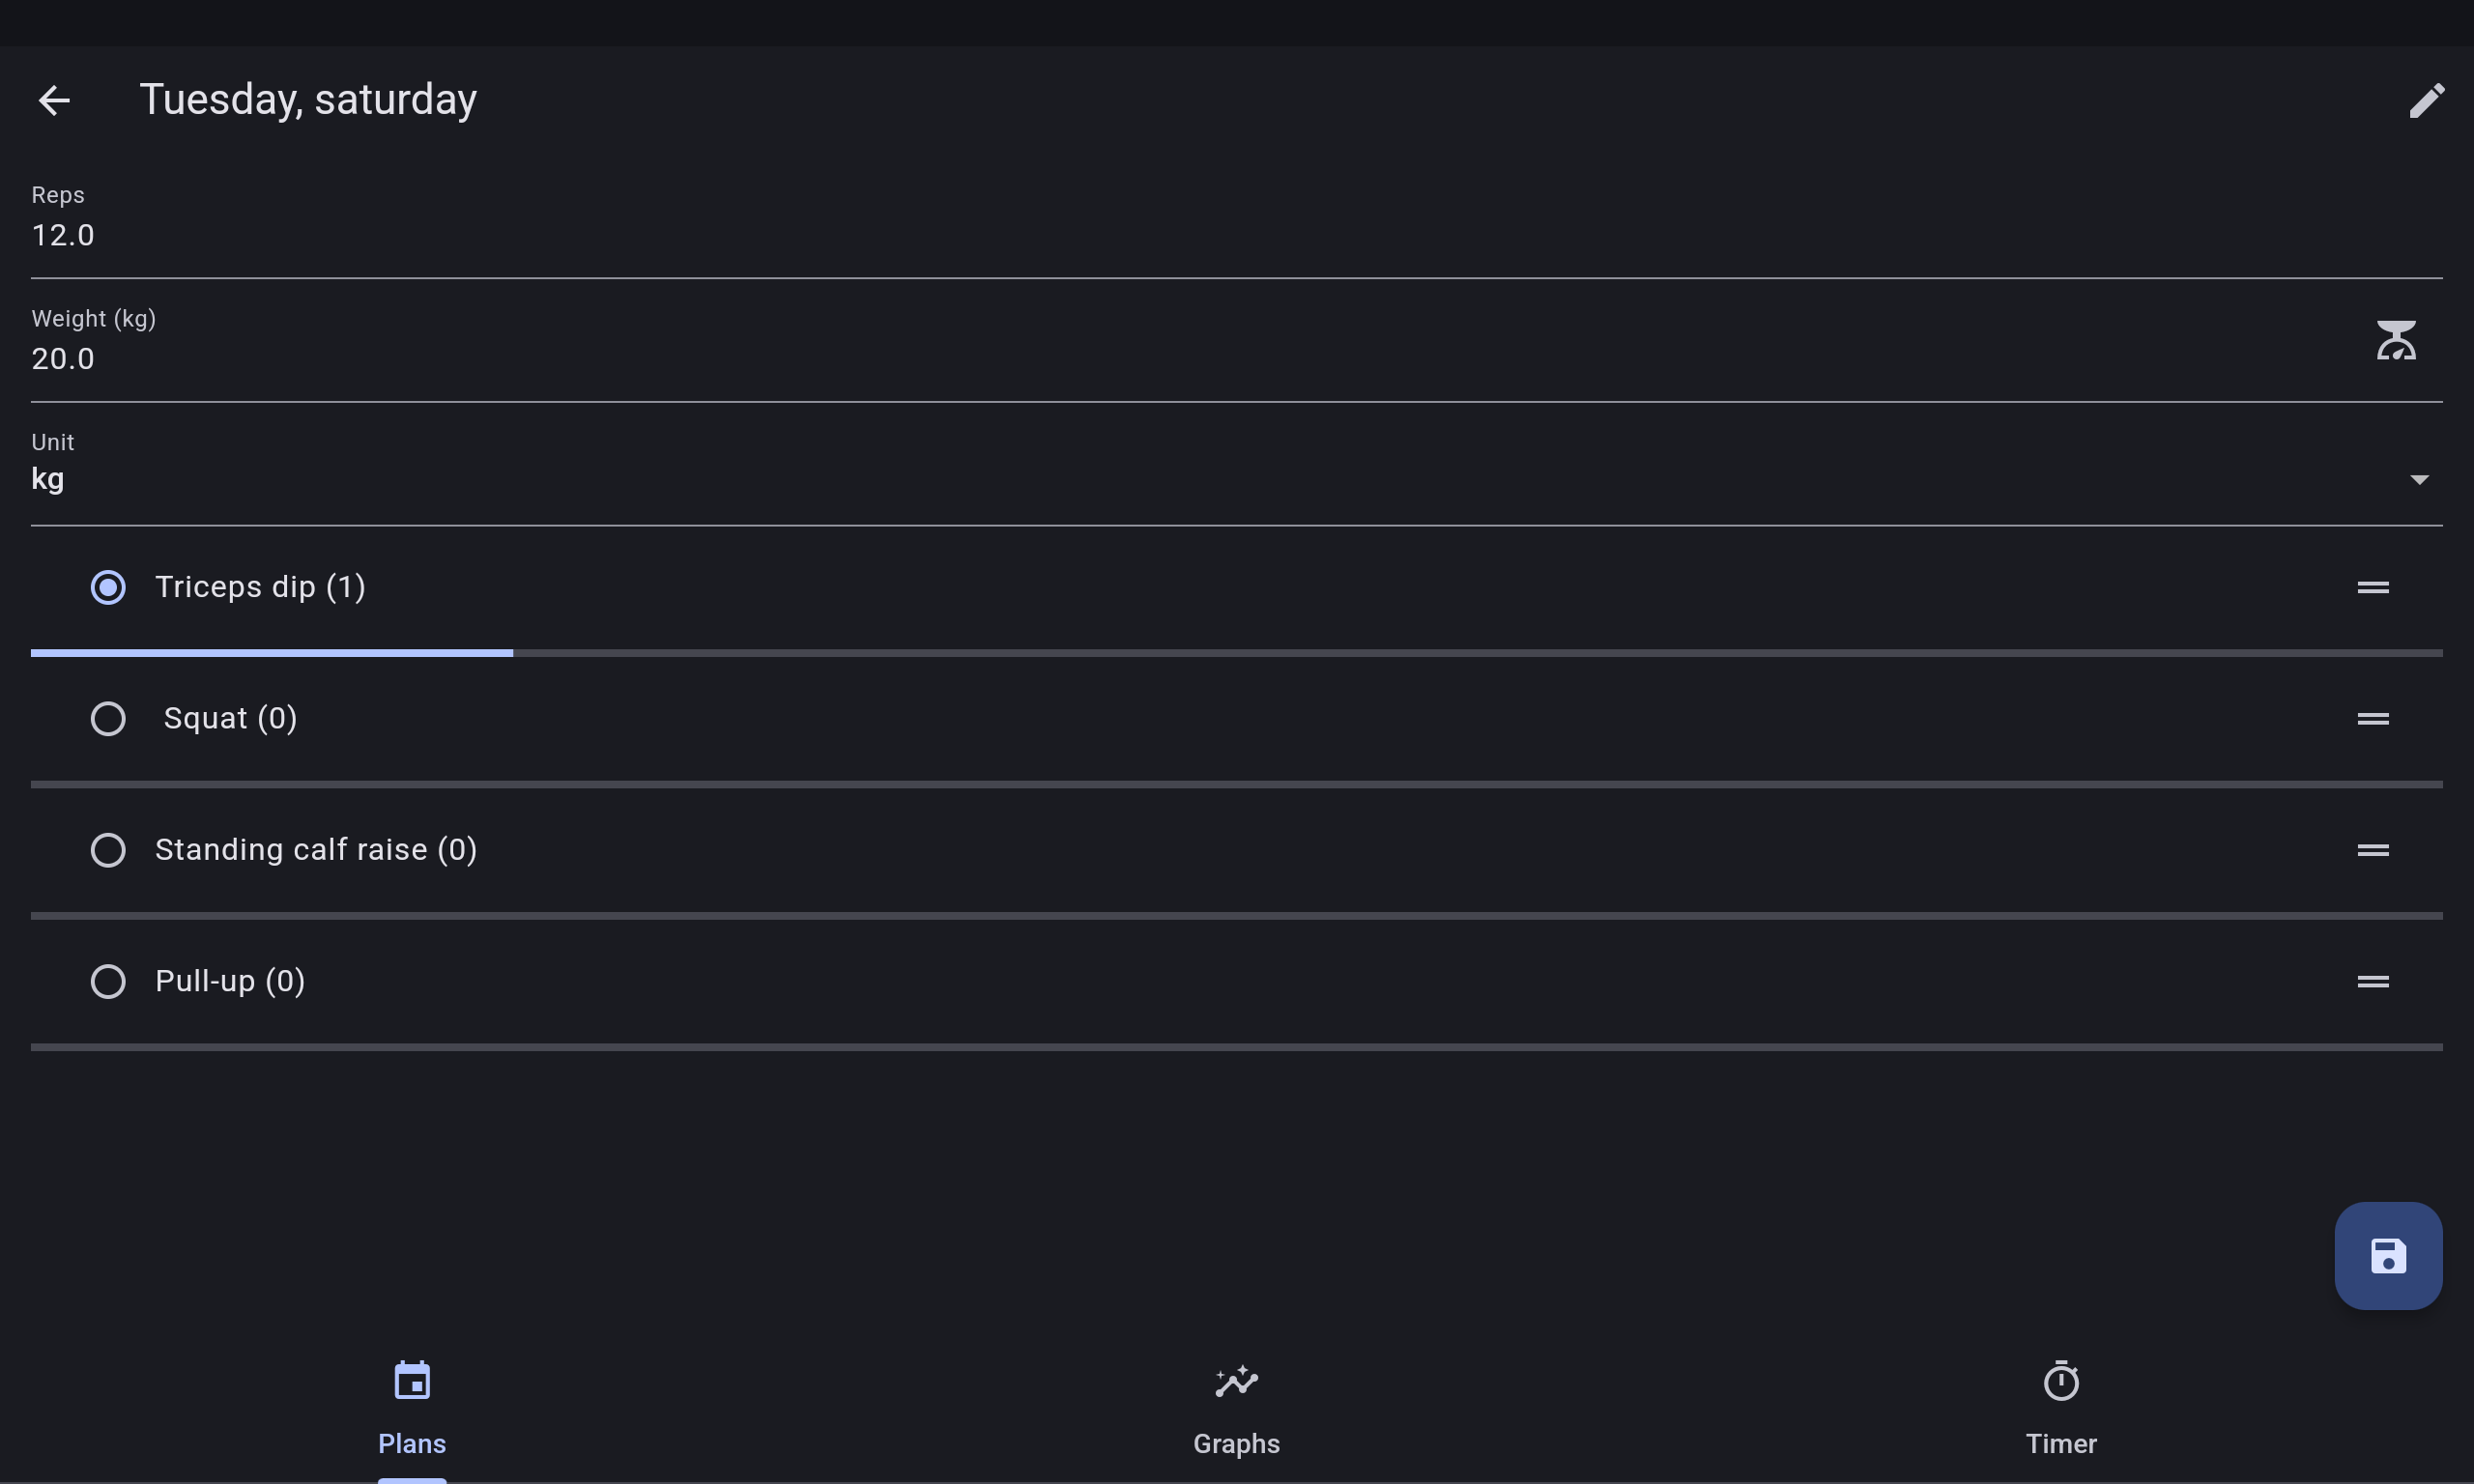 Tuesday, saturday
Reps
12.0
Weight (kg)
20.0
Unit
kg
Triceps dip (1)
Squat (0)
Standing calf raise (0)
Pull-up (0)
Plans
Graphs
Timer